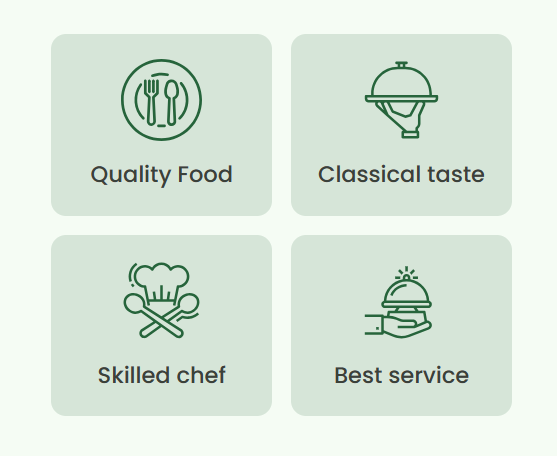 Quality Food
Classical taste
Skilled chef
Best service